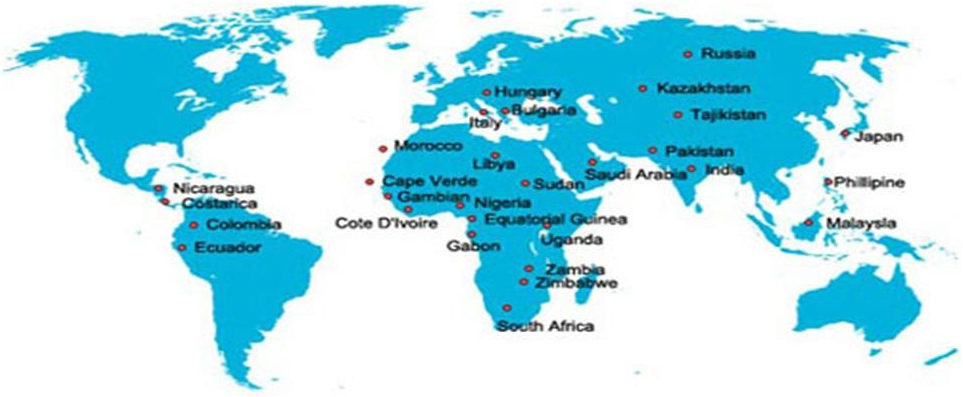 Russia
Kazakhstan
Hungary
Bulgaria
Italy
Tajikistan
Japan
Morocco
Pakistan
Libya
India
Saudi Arabia
Cape Verde
Sudan
Phillipine
Nicaragua
Gambian
Costarica
Nigeria
Equatorial Guinea
Cote D'Ivoire
Colombia
Malaysla
Uganda
Gabon
Ecuador
Zambia
Zimbabwe
South Africa